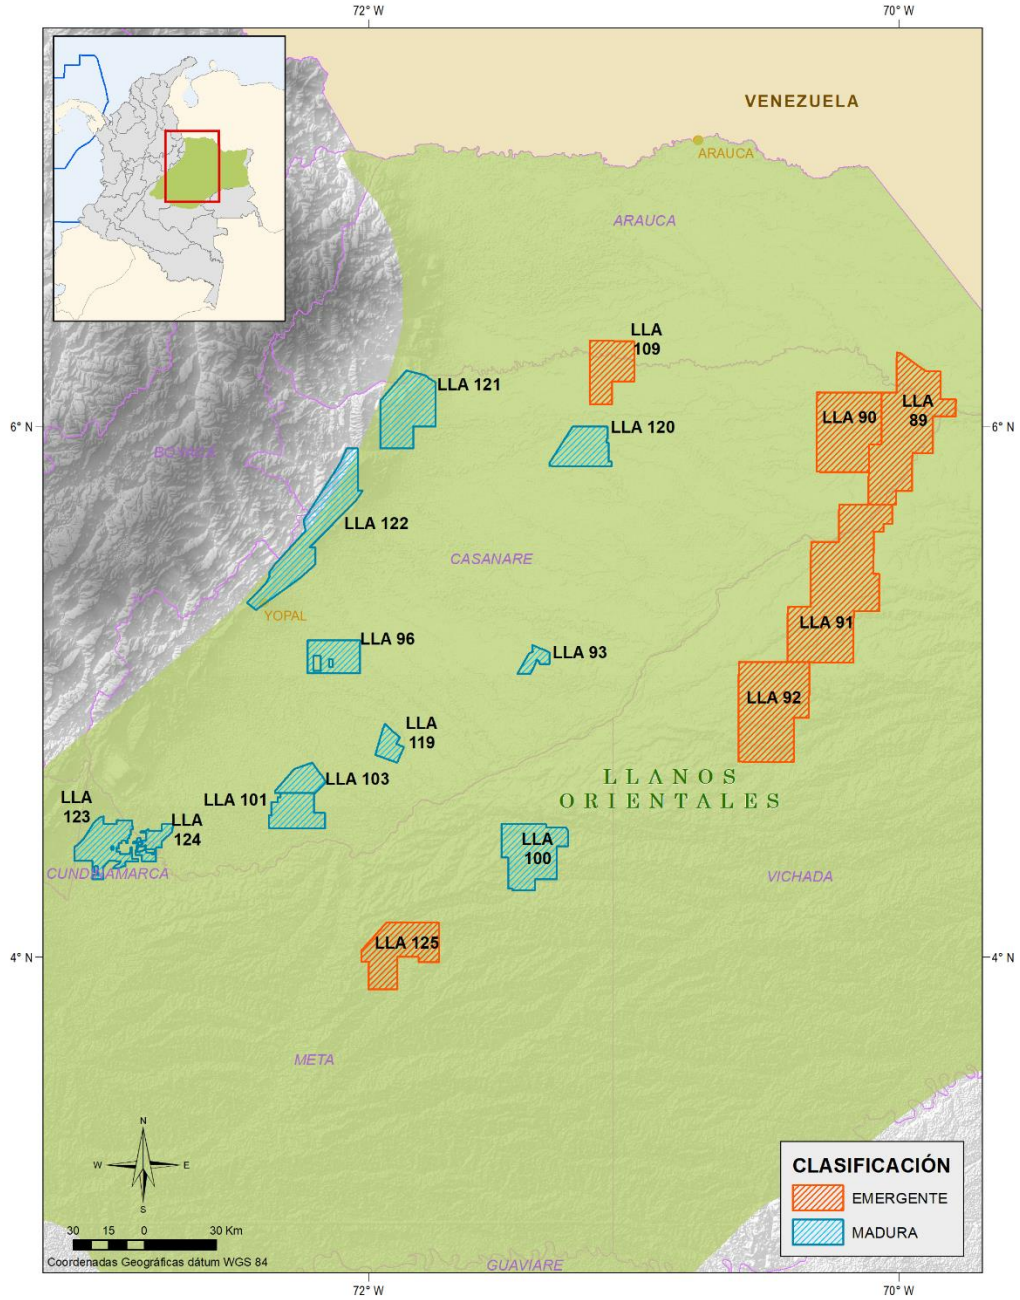 72° W
70° W
VENEZUELA
ARAUCA
ARAUCA
LLA
109
LLA 121
LLA
89
LLA 90
6° N
LLA 120
6° N
BOYACÁ
LLA 122
CASANARE
YOPAL
LLA 91
LLA 96
LLA 93
LLA 92
LLA
119
LLA 103
LLANOS
ORIENTALES
LLA 101
LLA
123
LLA
124
LLA
100
CUNDINAMARCA
VICHADA
LLA 125
4° N
4° N
META
N
W
E
S
CLASIFICACIÓN
EMERGENTE
MADURA
30 15 0 30 Km
Coordenadas Geográficas dátum WGS 84
GUAVIARE
72° W
70° W